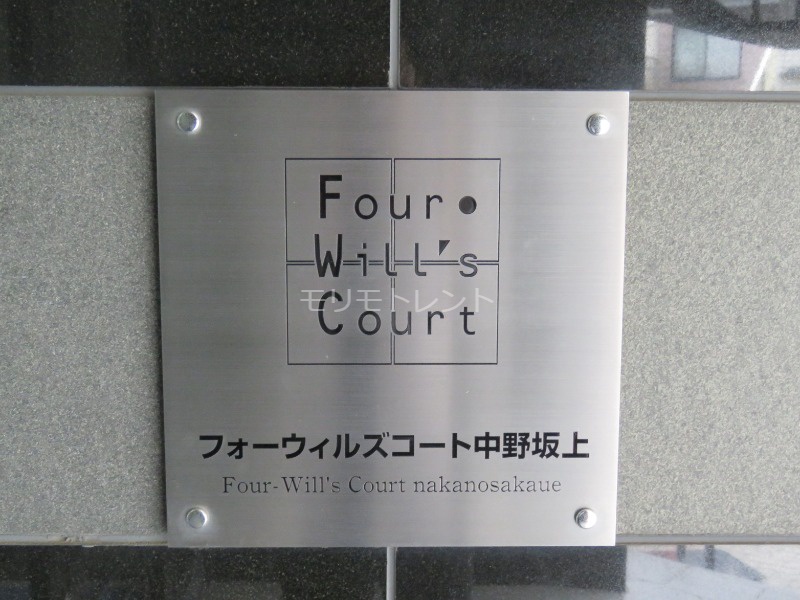 Four・
Will's
モリモトレント
Court
フォーウィルズコート中野坂上
Four-Will's Court nakanosakaue